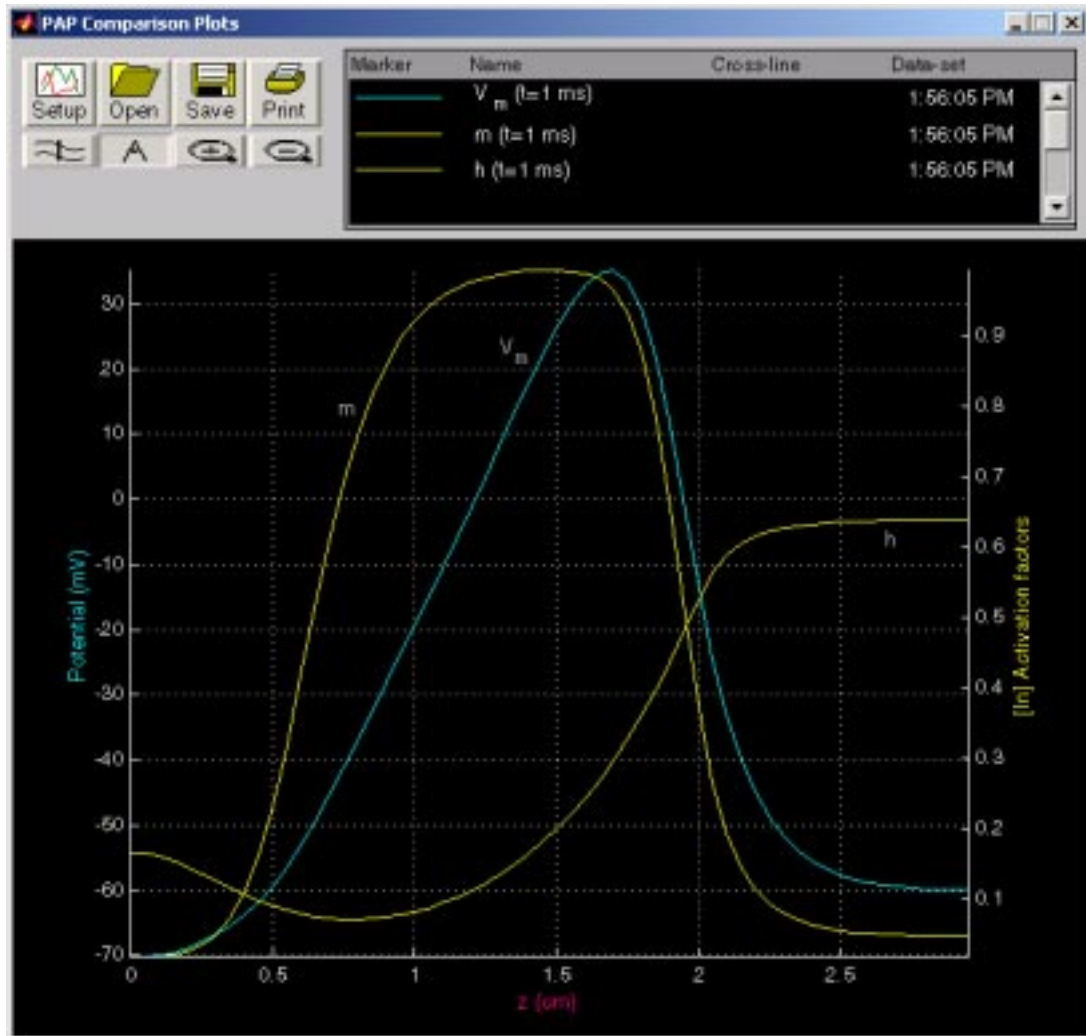 PAP Comparison Plots
Setup Open Save Print
Marker Name Cross-line Data-set
V m (t=1 ms) 1:56:05 PM
m (t=1 ms) 1:56:05 PM
h (t=1 ms) 1:56:05 PM
A
30
20
10
0
-10
-20
-30
-40
-50
-60
-70
Potential (mV)
m
V m
h
0.9
0.8
0.7
0.6
0.5
0.4
0.3
0.2
0.1
[In] Activation factors
0 0.5 1 1.5 2 2.5
z (cm)